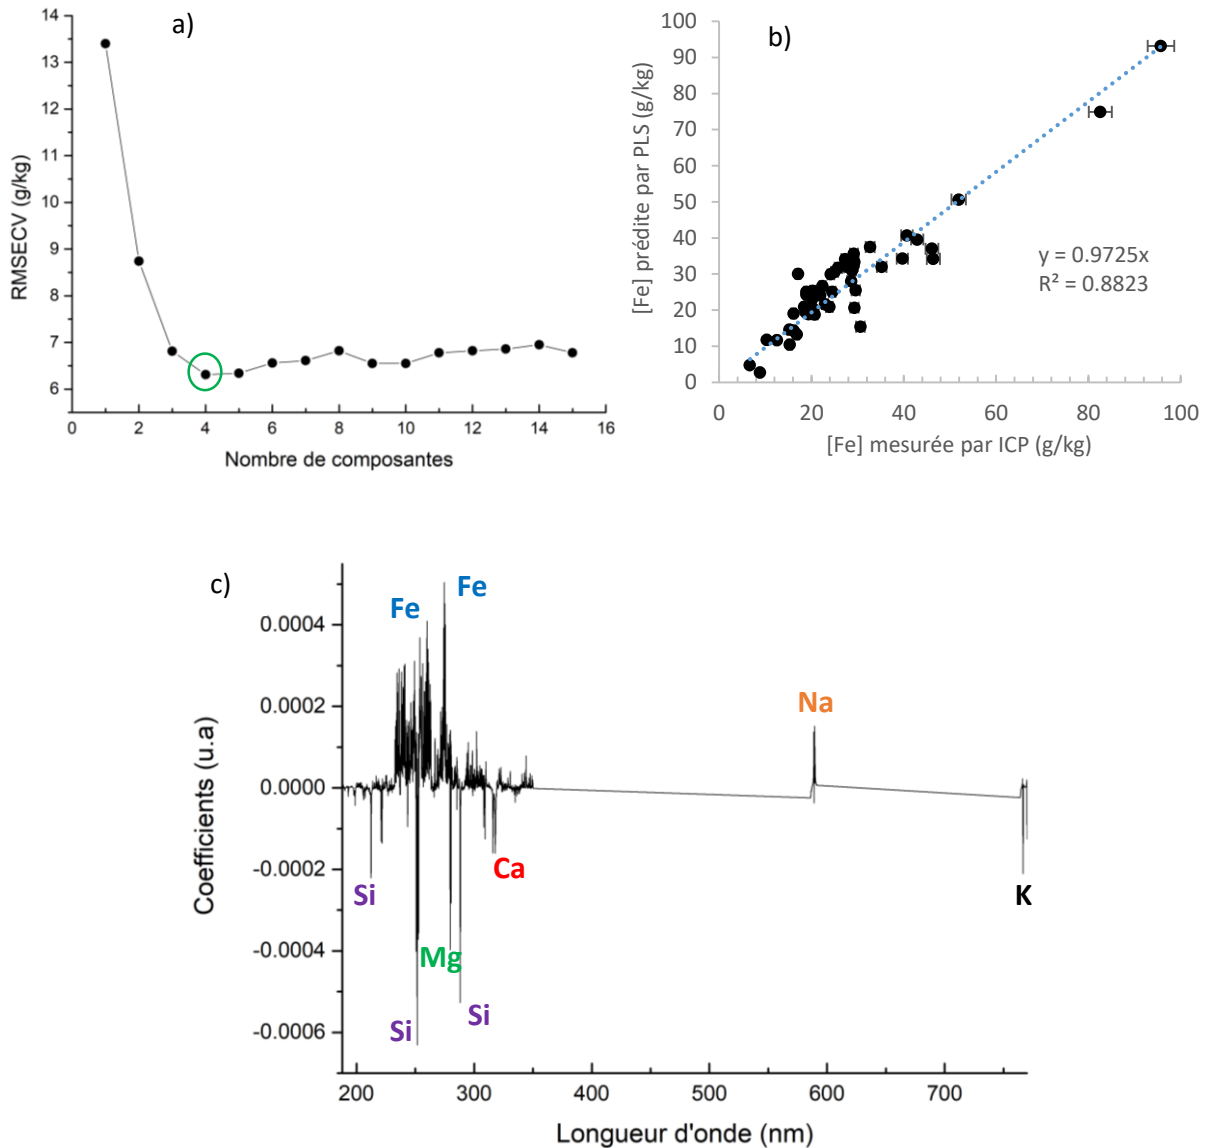 a)
14
13
12
11
10
9
8
7
6
RMSECV (g/kg)
0 2 4 6 8 10 12 14 16
Nombre de composantes
b)
100
90
80
70
60
50
40
30
20
10
0
[Fe] prédite par PLS (g/kg)
y = 0.9725x
R² = 0.8823
0 20 40 60 80 100
[Fe] mesurée par ICP (g/kg)
c)
Fe
Fe
0.0004
0.0002
0.0000
-0.0002
-0.0004
-0.0006
Coefficients (u.a)
Na
Ca
Si
K
Mg
Si
Si
200 300 400 500 600 700
Longueur d'onde (nm)